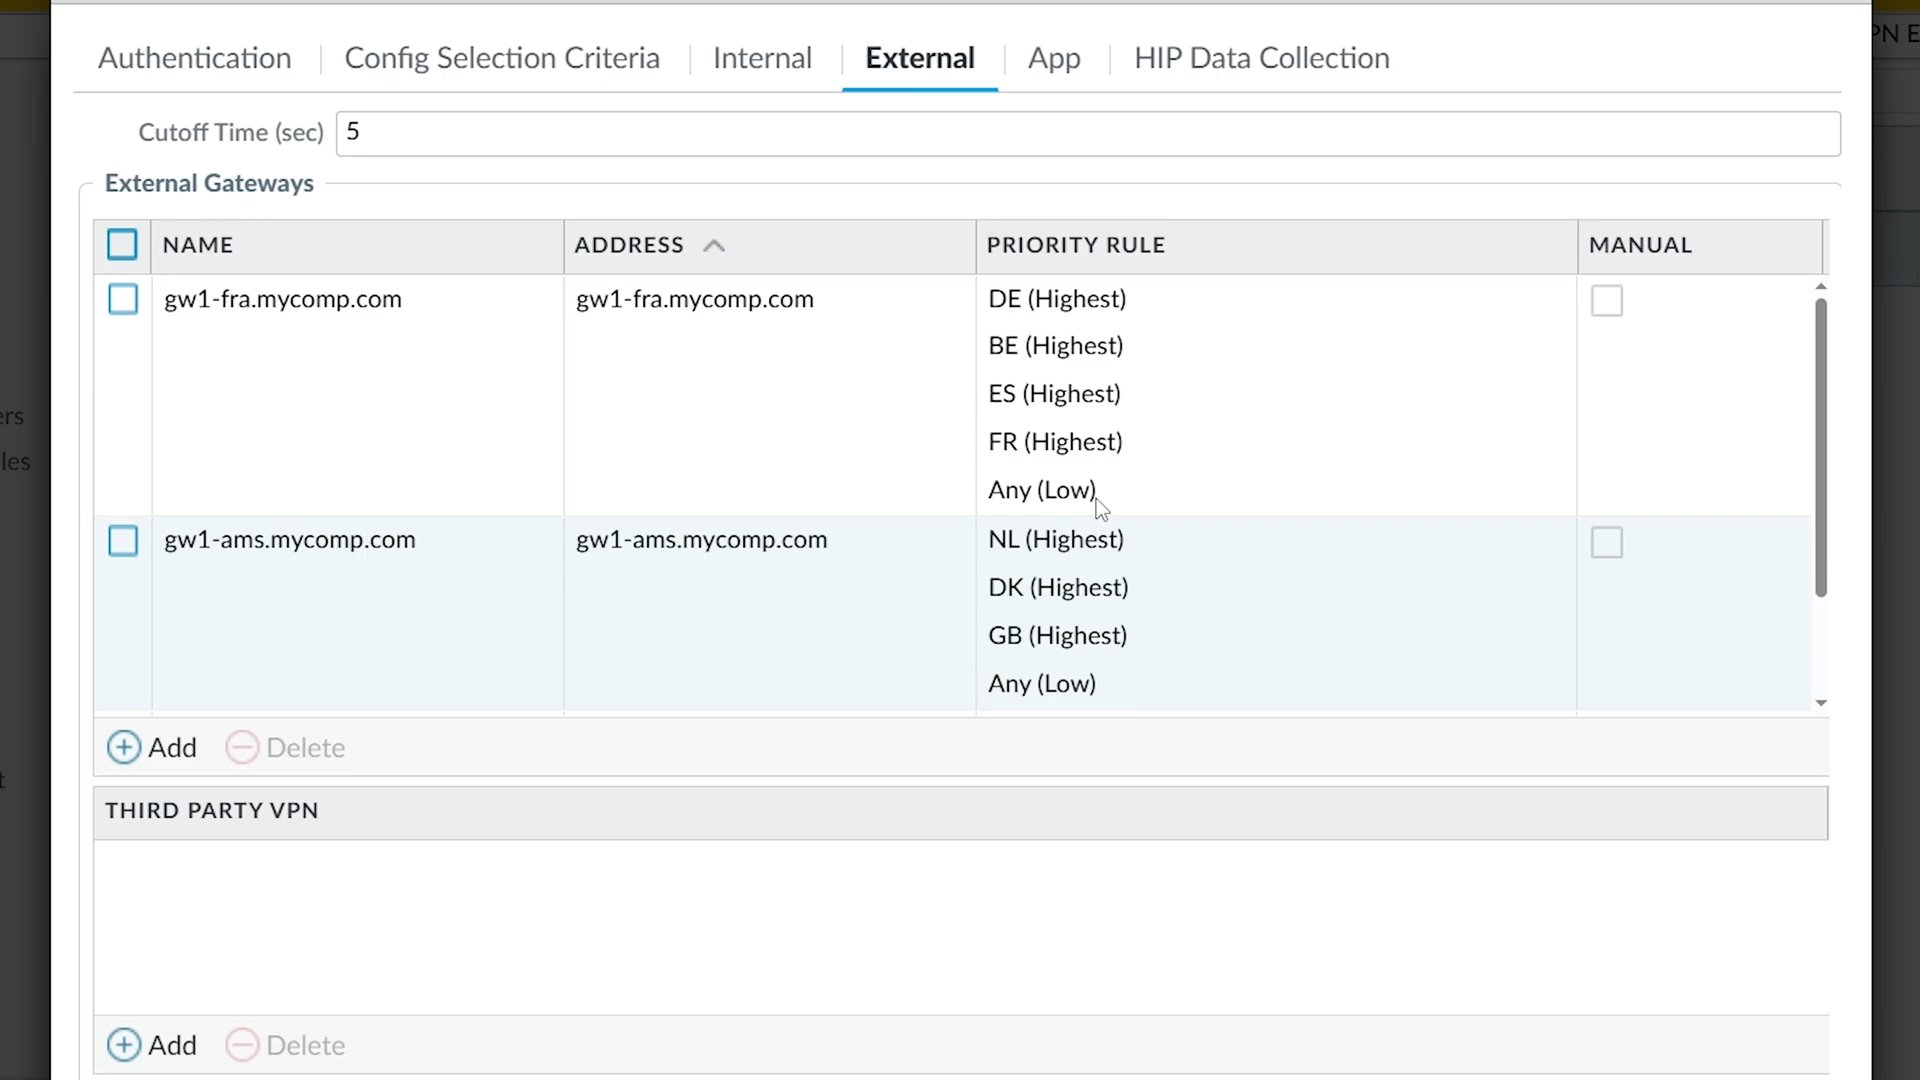 PN E
Authentication Config Selection Criteria Internal External App HIP Data Collection
Cutoff Time (sec) 5
External Gateways
NAME ADDRESS PRIORITY RULE MANUAL
gw1-fra.mycomp.com gw1-fra.mycomp.com DE (Highest)
BE (Highest)
ES (Highest)
FR (Highest)
Any (Low)
gw1-ams.mycomp.com gw1-ams.mycomp.com NL (Highest)
DK (Highest)
GB (Highest)
Any (Low)
Add Delete
THIRD PARTY VPN
Add Delete
ers
les
t